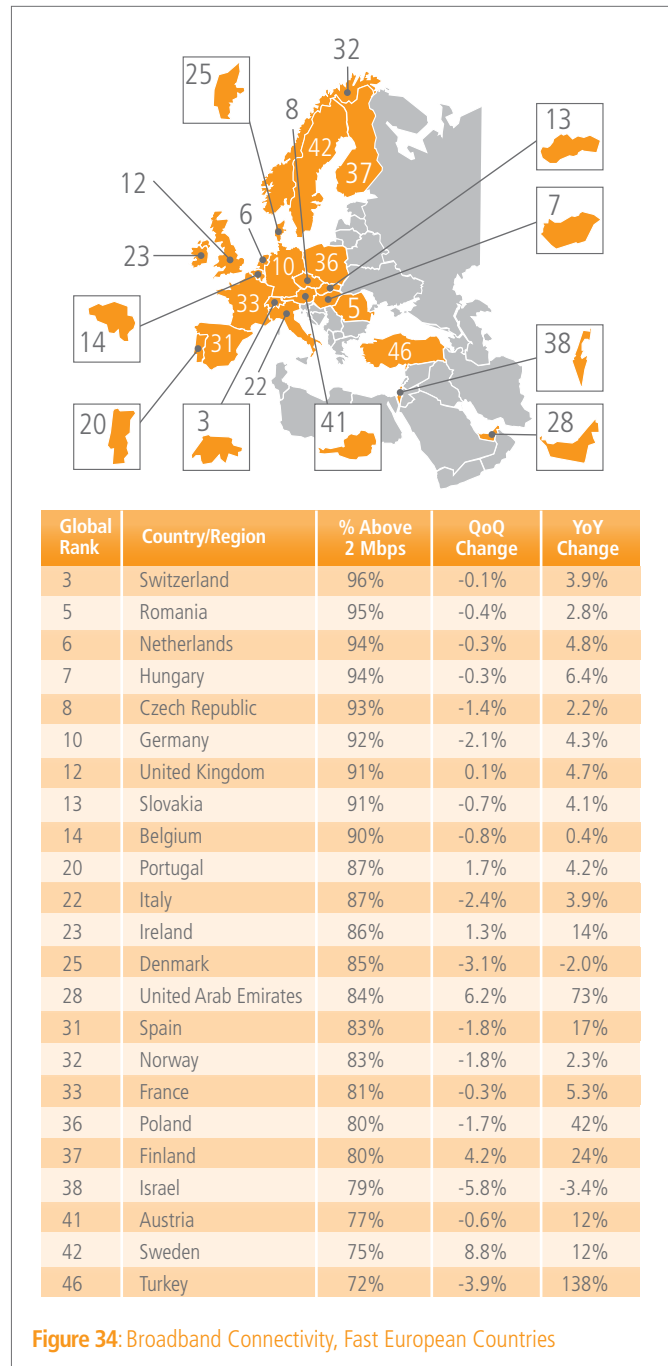 32
25
8
13
42
37
12
7
6
23
10
36
33
5
14
31
46
38
22
20
3
41
28
Global Rank Country/Region % Above 2 Mbps QoQ Change YoY Change
3 Switzerland 96% -0.1% 3.9%
5 Romania 95% -0.4% 2.8%
6 Netherlands 94% -0.3% 4.8%
7 Hungary 94% -0.3% 6.4%
8 Czech Republic 93% -1.4% 2.2%
10 Germany 92% -2.1% 4.3%
12 United Kingdom 91% 0.1% 4.7%
13 Slovakia 91% -0.7% 4.1%
14 Belgium 90% -0.8% 0.4%
20 Portugal 87% 1.7% 4.2%
22 Italy 87% -2.4% 3.9%
23 Ireland 86% 1.3% 14%
25 Denmark 85% -3.1% -2.0%
28 United Arab Emirates 84% 6.2% 73%
31 Spain 83% -1.8% 17%
32 Norway 83% -1.8% 2.3%
33 France 81% -0.3% 5.3%
36 Poland 80% -1.7% 42%
37 Finland 80% 4.2% 24%
38 Israel 79% -5.8% -3.4%
41 Austria 77% -0.6% 12%
42 Sweden 75% 8.8% 12%
46 Turkey 72% -3.9% 138%
Figure 34: Broadband Connectivity, Fast European Countries